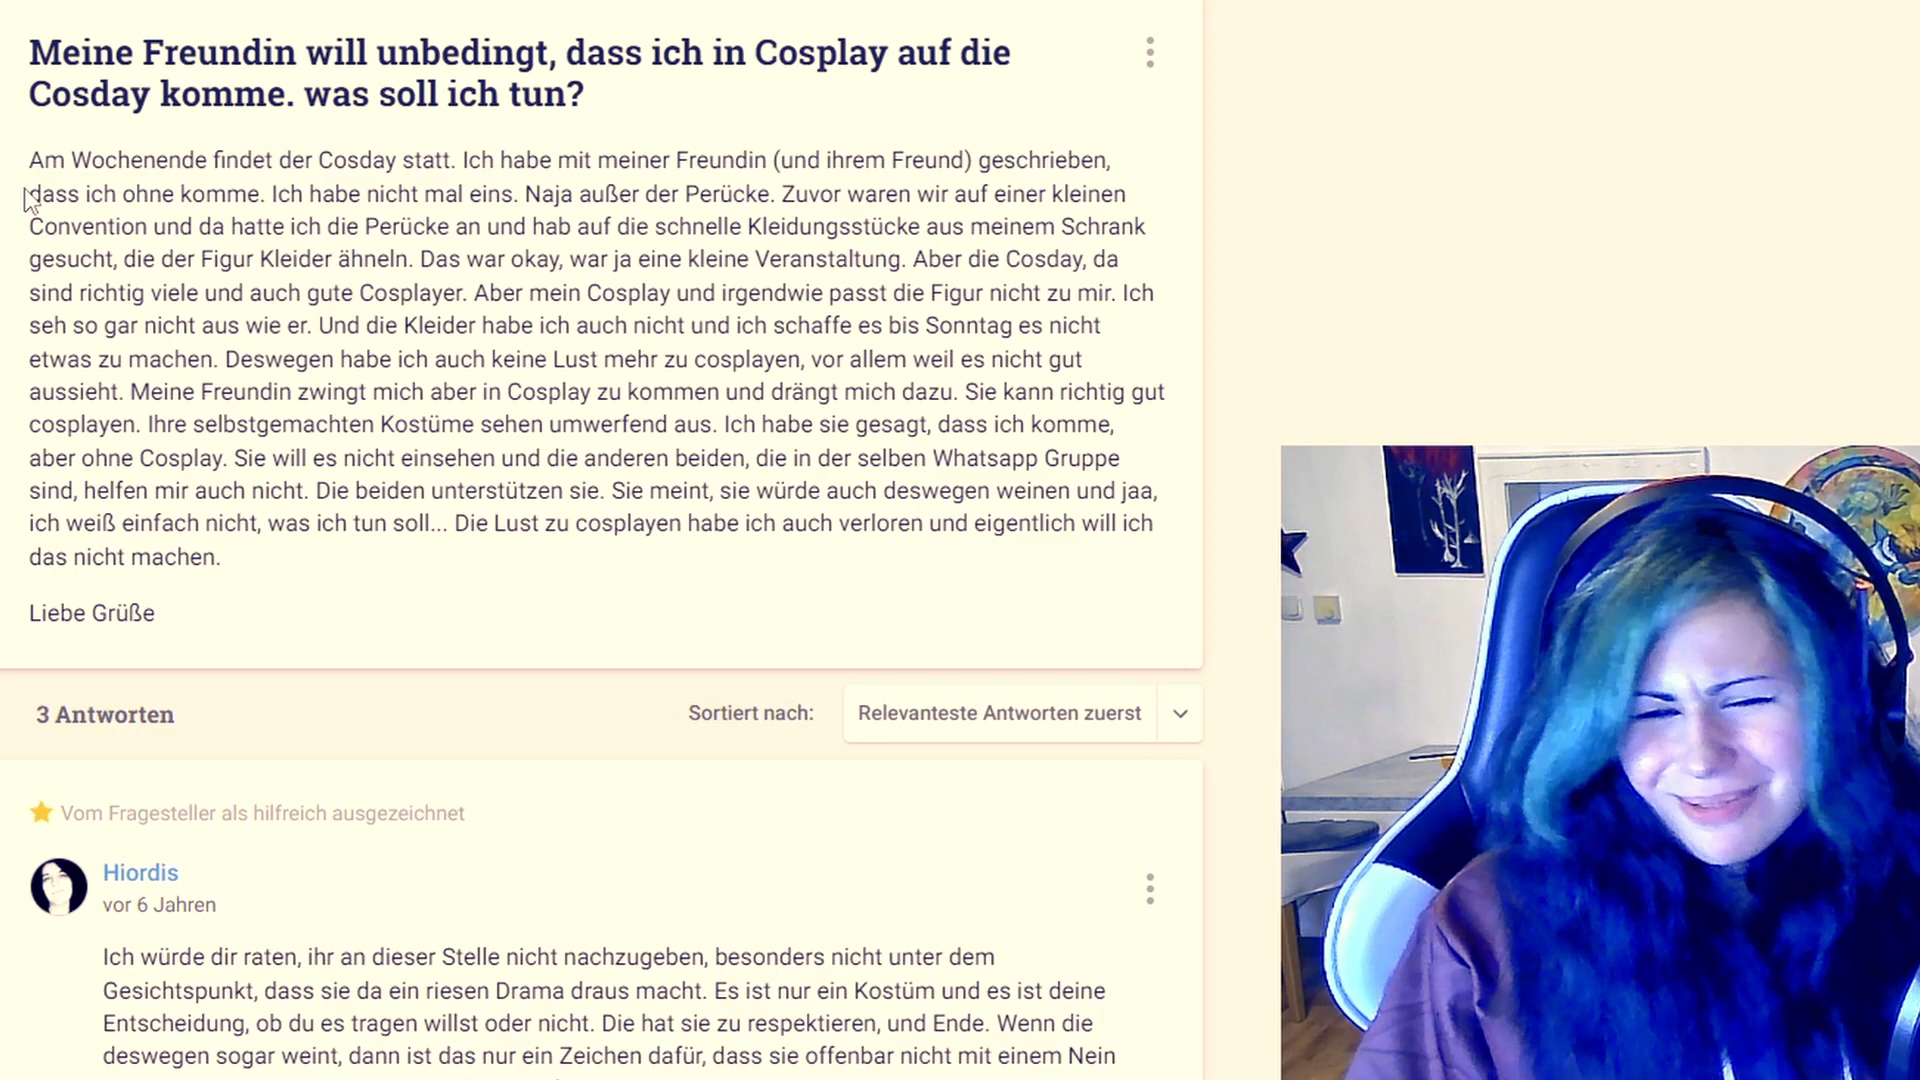 Meine Freundin will unbedingt, dass ich in Cosplay auf die
Cosday komme. was soll ich tun?
Am Wochenende findet der Cosday statt. Ich habe mit meiner Freundin (und ihrem Freund) geschrieben,
dass ich ohne komme. Ich habe nicht mal eins. Naja außer der Perücke. Zuvor waren wir auf einer kleinen
Convention und da hatte ich die Perücke an und hab auf die schnelle Kleidungsstücke aus meinem Schrank
gesucht, die der Figur Kleider ähneln. Das war okay, war ja eine kleine Veranstaltung. Aber die Cosday, da
sind richtig viele und auch gute Cosplayer. Aber mein Cosplay und irgendwie passt die Figur nicht zu mir. Ich
seh so gar nicht aus wie er. Und die Kleider habe ich auch nicht und ich schaffe es bis Sonntag es nicht
etwas zu machen. Deswegen habe ich auch keine Lust mehr zu cosplayen, vor allem weil es nicht gut
aussieht. Meine Freundin zwingt mich aber in Cosplay zu kommen und drängt mich dazu. Sie kann richtig gut
cosplayen. Ihre selbstgemachten Kostüme sehen umwerfend aus. Ich habe sie gesagt, dass ich komme,
aber ohne Cosplay. Sie will es nicht einsehen und die anderen beiden, die in der selben Whatsapp Gruppe
sind, helfen mir auch nicht. Die beiden unterstützen sie. Sie meint, sie würde auch deswegen weinen und jaa,
ich weiß einfach nicht, was ich tun soll... Die Lust zu cosplayen habe ich auch verloren und eigentlich will ich
das nicht machen.
Liebe Grüße
3 Antworten
Sortiert nach:
Relevanteste Antworten zuerst
Vom Fragesteller als hilfreich ausgezeichnet
Hiordis
vor 6 Jahren
Ich würde dir raten, ihr an dieser Stelle nicht nachzugeben, besonders nicht unter dem
Gesichtspunkt, dass sie da ein riesen Drama draus macht. Es ist nur ein Kostüm und es ist deine
Entscheidung, ob du es tragen willst oder nicht. Die hat sie zu respektieren, und Ende. Wenn die
deswegen sogar weint, dann ist das nur ein Zeichen dafür, dass sie offenbar nicht mit einem Nein